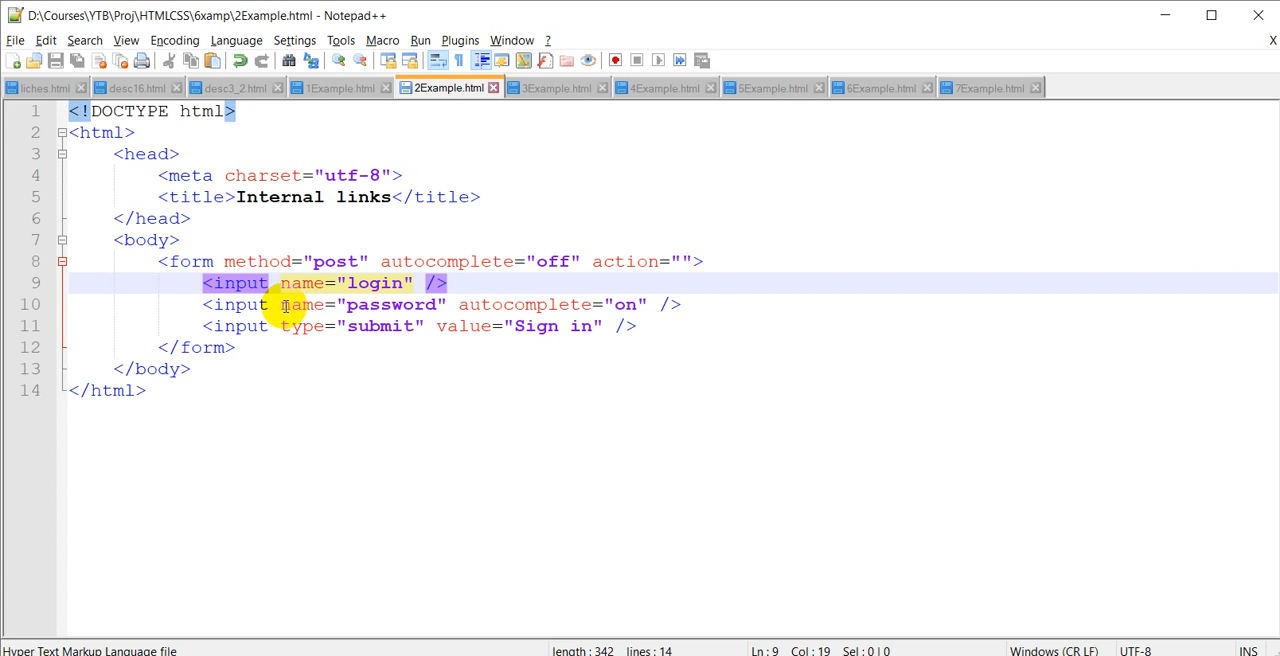 D:\Courses\YTB\Proj\HTMLCSS\6xamp\2Example.html - Notepad++
File Edit Search View Encoding Language Settings Tools Macro Run Plugins Window ? X
liches.html desc16.html desc3_2.html 1Example.html 2Example.html 3Example.html 4Example.html 5Example.html 6Example.html 7Example.html
1 <!DOCTYPE html>
2 <html>
3 <head>
4 <meta charset="utf-8">
5 <title>Internal links</title>
6 </head>
7 <body>
8 <form method="post" autocomplete="off" action="">
9 <input name="login" />
10 <input name="password" autocomplete="on" />
11 <input type="submit" value="Sign in" />
12 </form>
13 </body>
14 </html>
Hyper Text Markup Language file length : 342 lines : 14 Ln : 9 Col : 19 Sel : 0 | 0 Windows (CR LF) UTF-8 INS